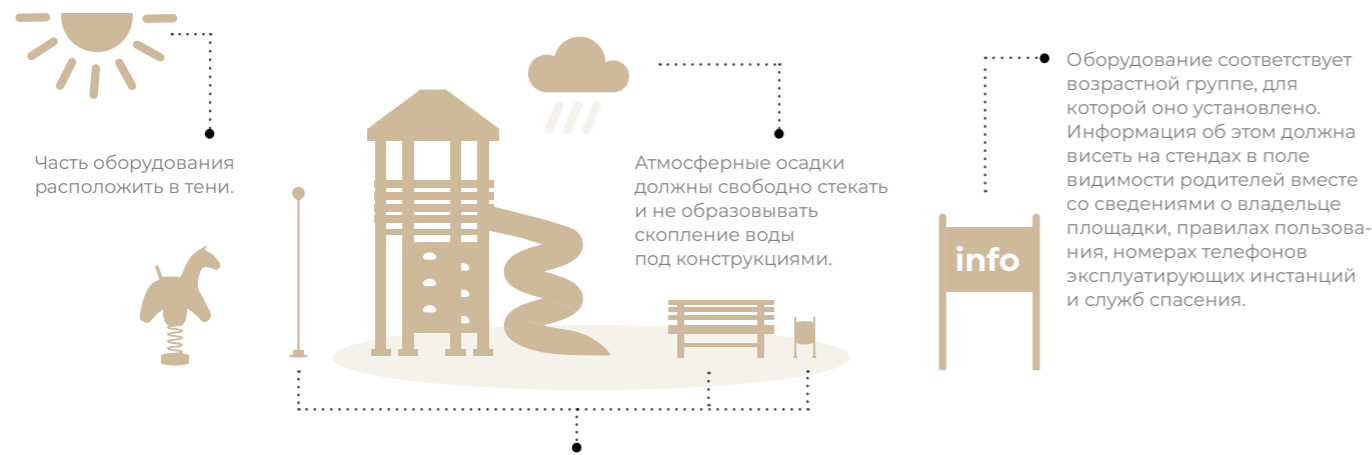 Часть оборудования
расположить в тени.
Атмосферные осадки
должны свободно стекать
и не образовывать
скопление воды
под конструкциями.
info
Оборудование соответствует
возрастной группе, для
которой оно установлено.
Информация об этом должна
висеть на стендах в поле
видимости родителей вместе
со сведениями о владельце
площадки, правилах пользова-
ния, номерах телефонов
эксплуатирующих инстанций
и служб спасения.